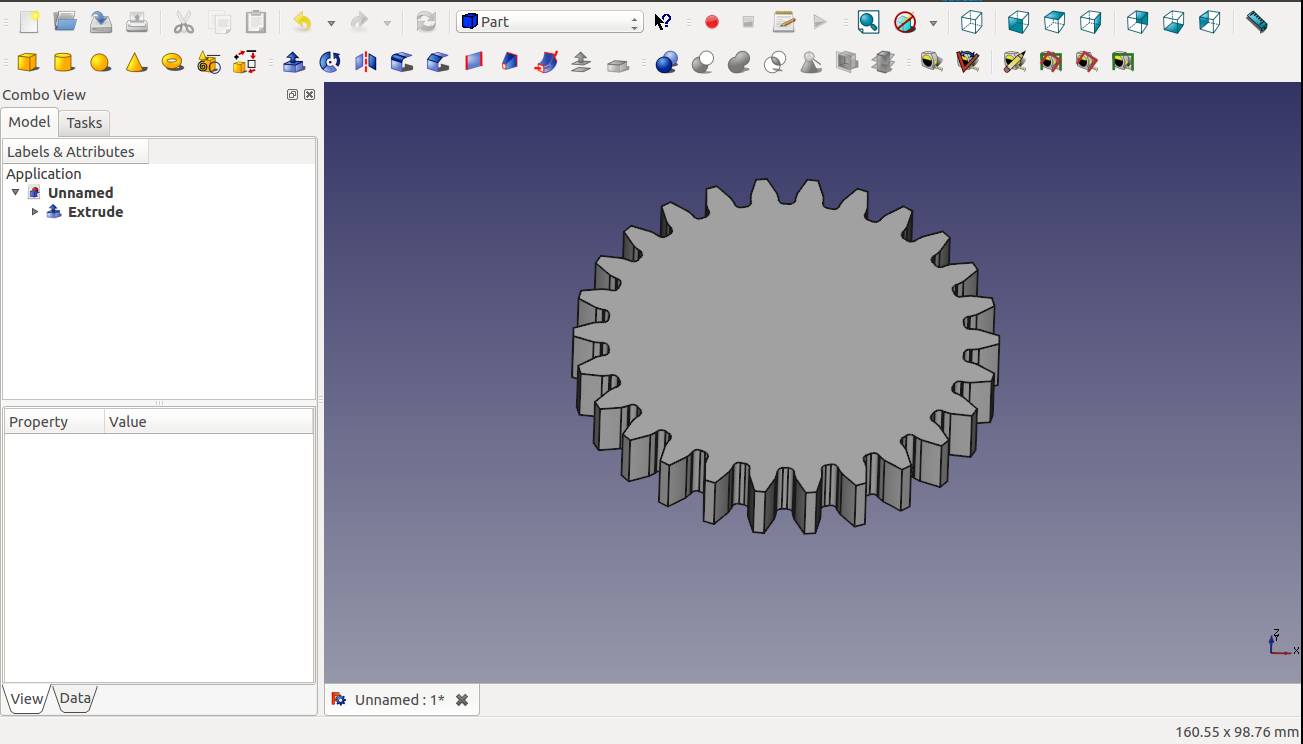 Part
Combo View
Model
Tasks
Labels & Attributes
Application
Unnamed
Extrude
Property
Value
View
Data
Z
Y
X
Unnamed : 1*
160.55 x 98.76 mm